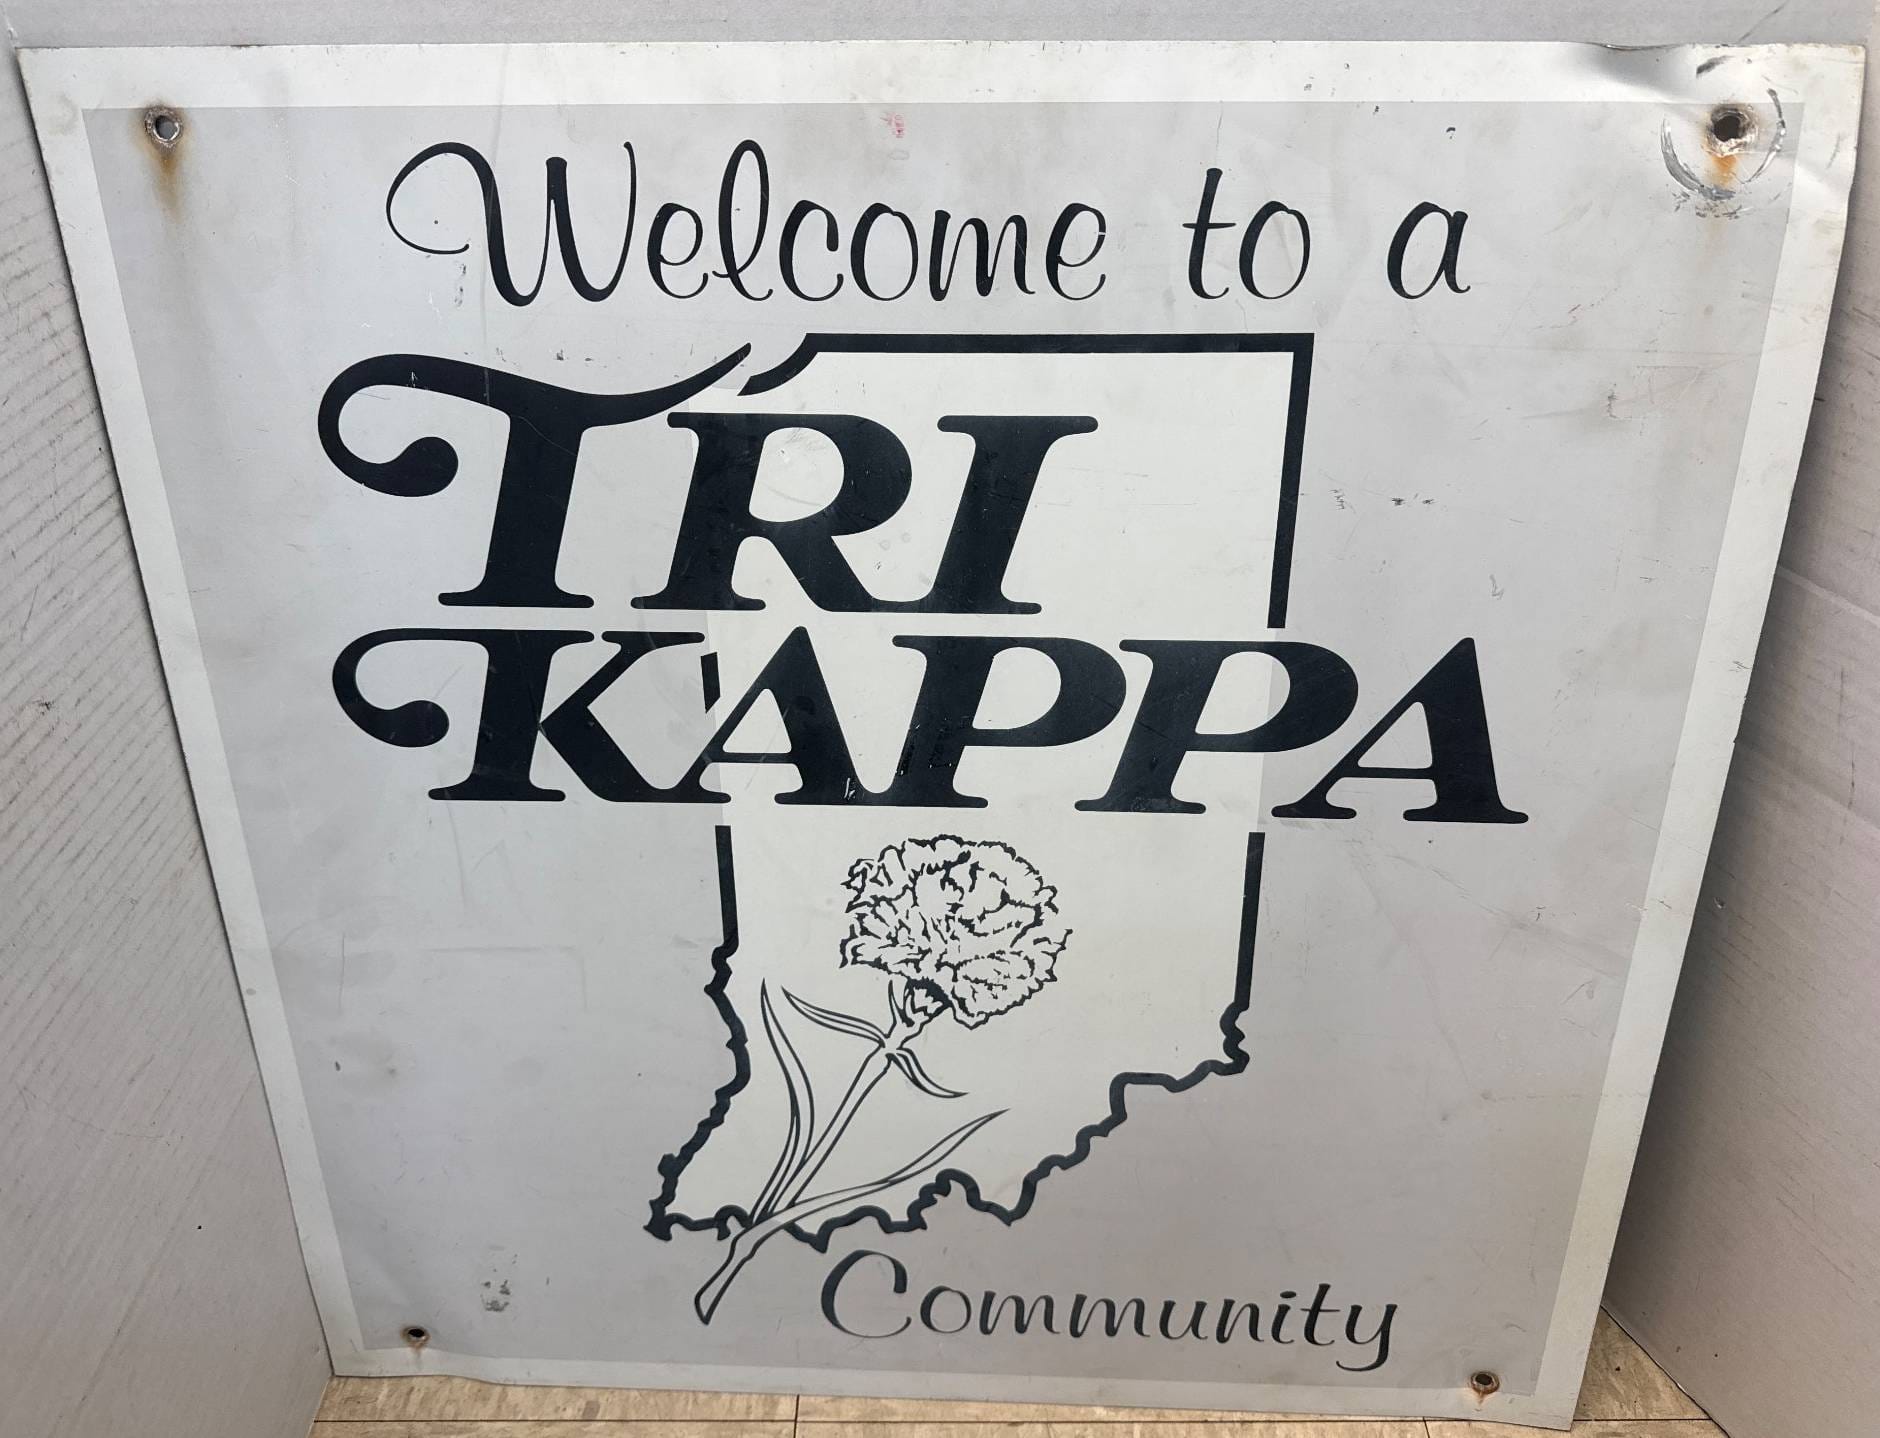 Welcome to a
TRI
KAPPA
Community